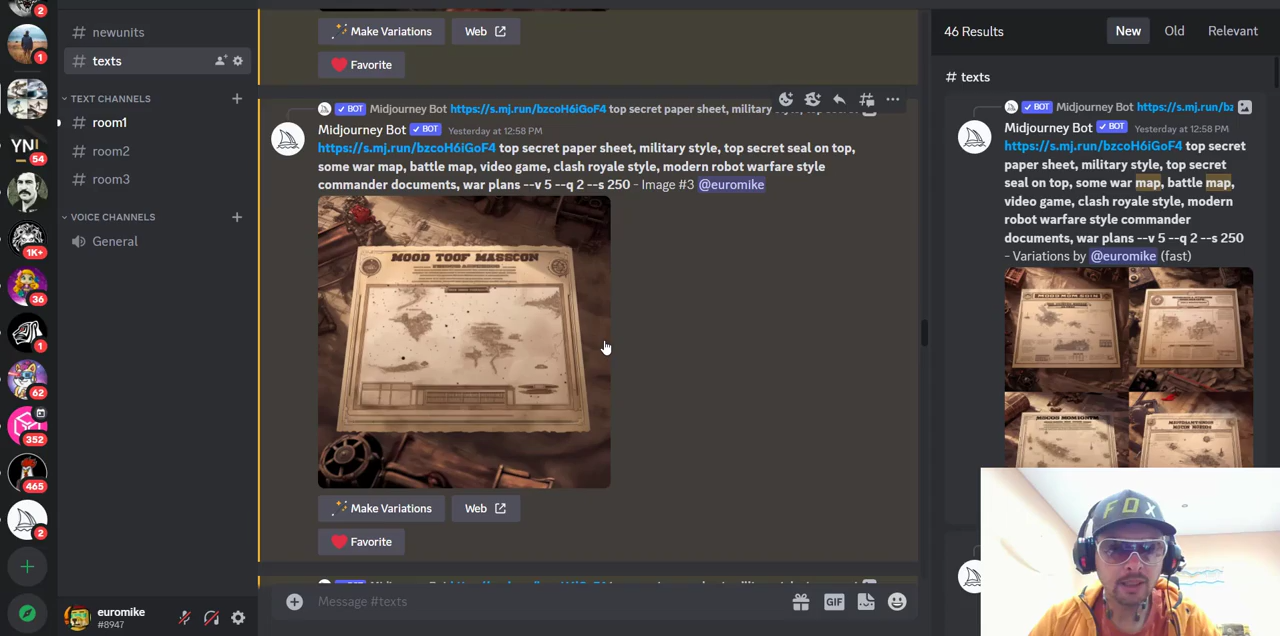 2
1
54
1K+
36
1
62
352
465
2
YNI
newunits
texts
TEXT CHANNELS
room1
room2
room3
VOICE CHANNELS
General
euromike
#8947
Make Variations
Web
Favorite
BOT Midjourney Bot https://s.mj.run/bzcoH6iGoF4 top secret paper sheet, military
Midjourney Bot BOT Yesterday at 12:58 PM
https://s.mj.run/bzcoH6iGoF4 top secret paper sheet, military style, top secret seal on top,
some war map, battle map, video game, clash royale style, modern robot warfare style
commander documents, war plans --v 5 --q 2 --s 250 - Image #3 @euromike
MOOD TOOF MASSCON
Make Variations
Web
Favorite
Message #texts
GIF
46 Results
New
Old
Relevant
# texts
BOT Midjourney Bot https://s.mj.run/bz
Midjourney Bot BOT Yesterday at 12:58 PM
https://s.mj.run/bzcoH6iGoF4 top secret
paper sheet, military style, top secret
seal on top, some war map, battle map,
video game, clash royale style, modern
robot warfare style commander
documents, war plans --v 5 --q 2 --s 250
- Variations by @euromike (fast)
FOX